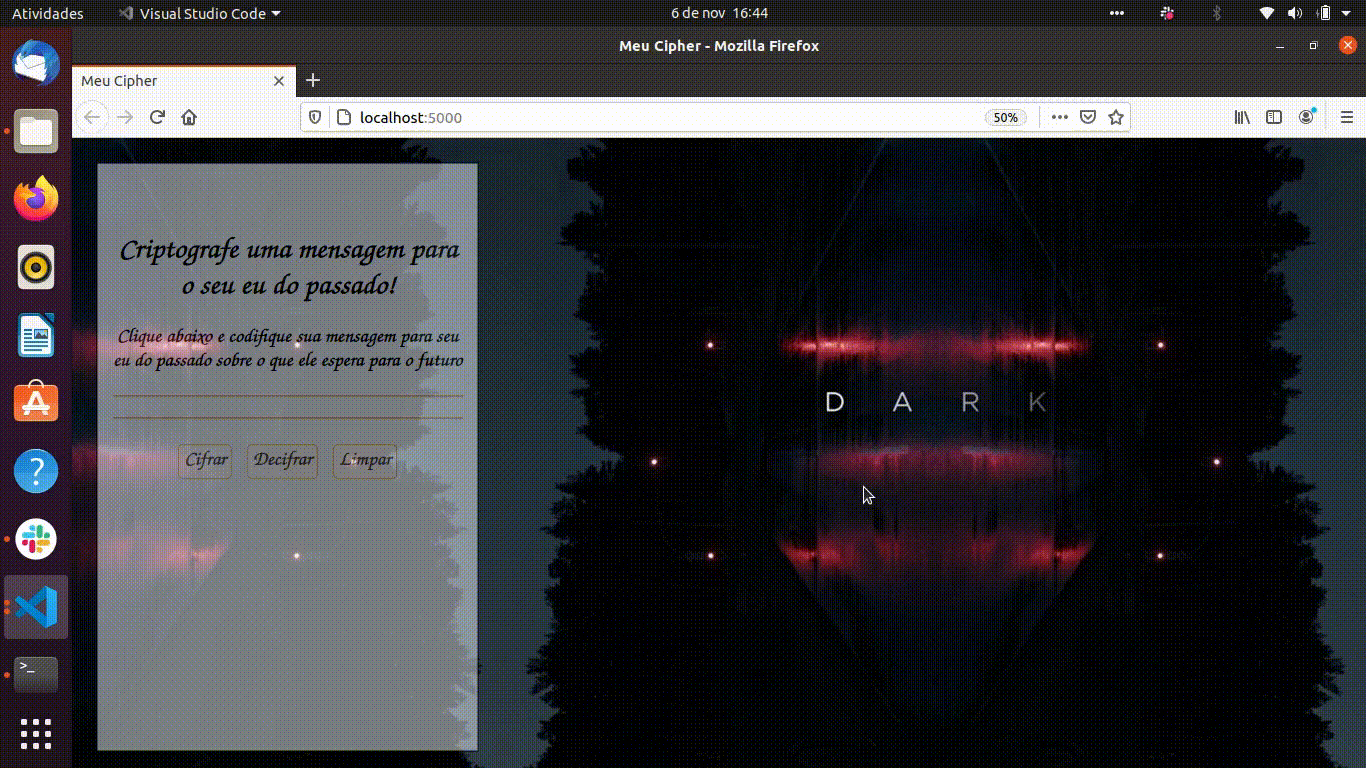 Atividades
Visual Studio Code
6 de nov 16:44
Meu Cipher - Mozilla Firefox
Meu Cipher
localhost:5000
50%
Criptografe uma mensagem para
o seu eu do passado!
Clique abaixo e codifique sua mensagem para seu
eu do passado sobre o que ele espera para o futuro
Cifrar Decifrar Limpar
D A R K